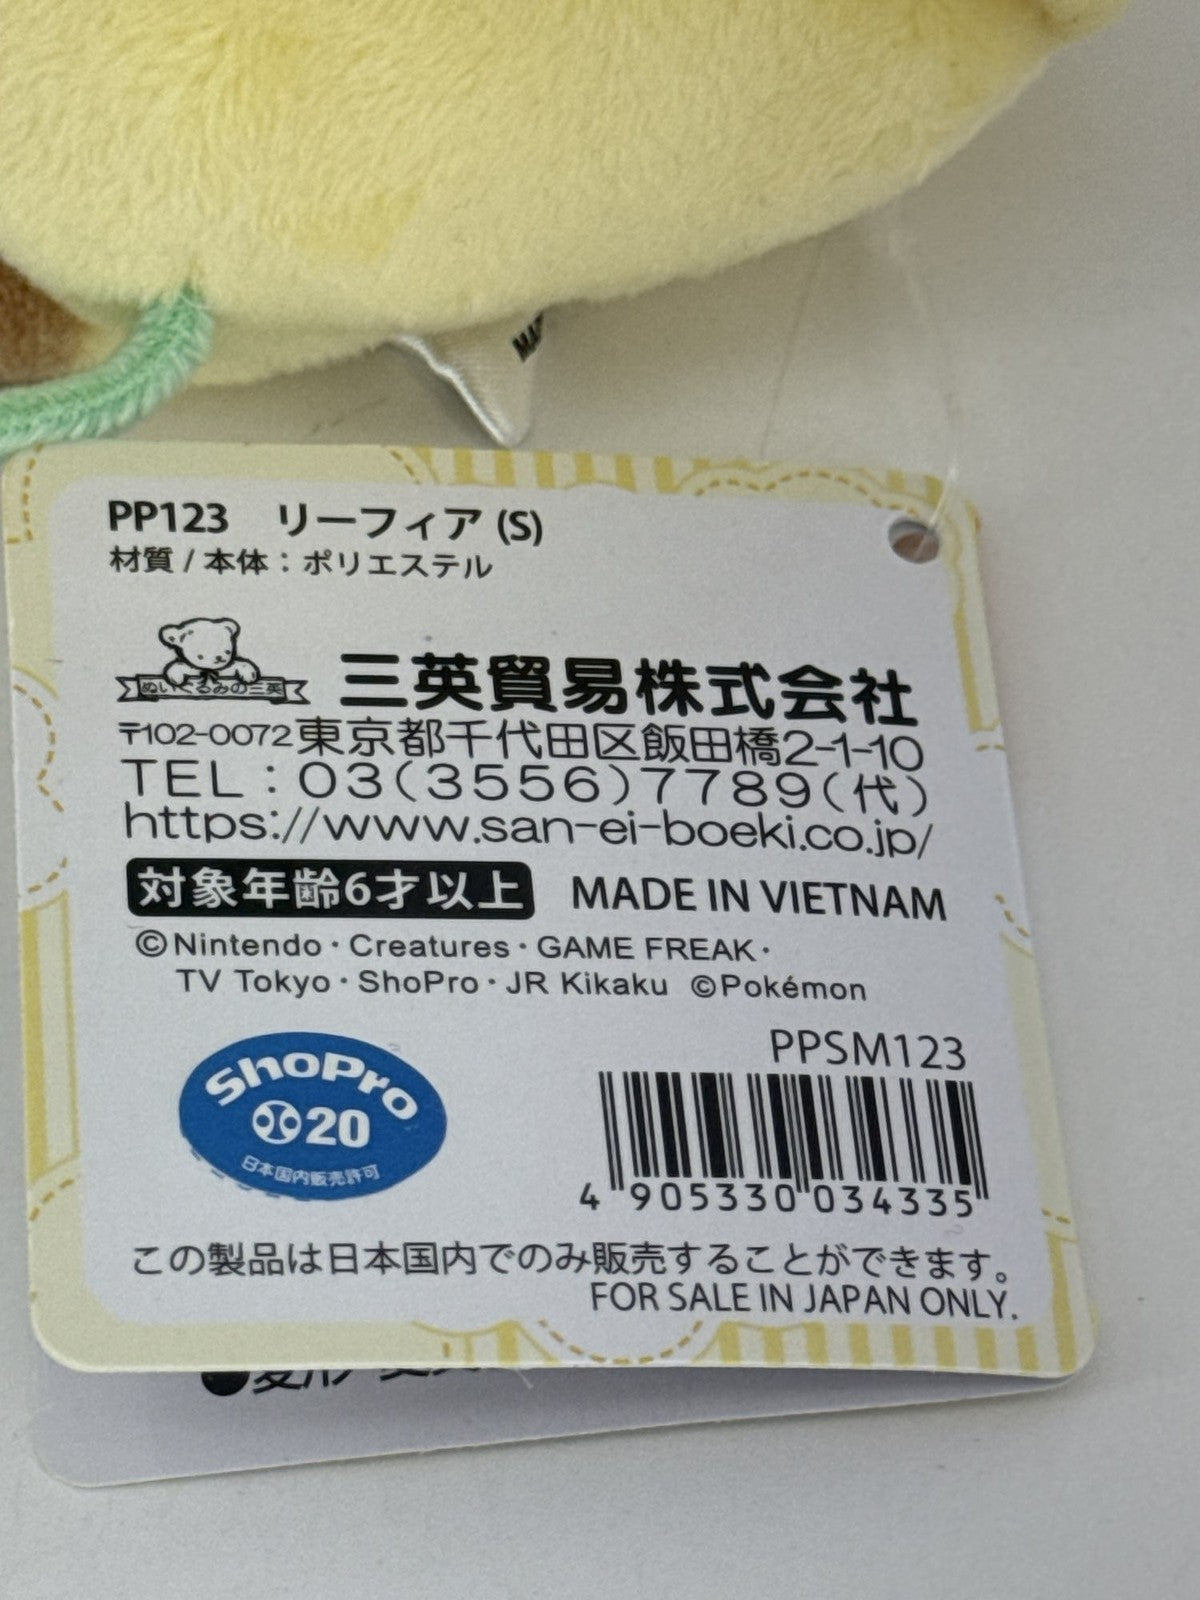 MA
PP123 リーフィア (S)
材質 / 本体：ポリエステル
ぬいぐるみの三英
三英貿易株式会社
〒102-0072東京都千代田区飯田橋2-1-10
TEL：03(3556)7789(代)
https://www.san-ei-boeki.co.jp/
対象年齢6才以上 MADE IN VIETNAM
©Nintendo・Creatures・GAME FREAK・
TV Tokyo・ShoPro・JR Kikaku ©Pokémon
PPSM123
ShoPro
20
日本国内販売許可
4 905330 034335
この製品は日本国内でのみ販売することができます。
FOR SALE IN JAPAN ONLY.